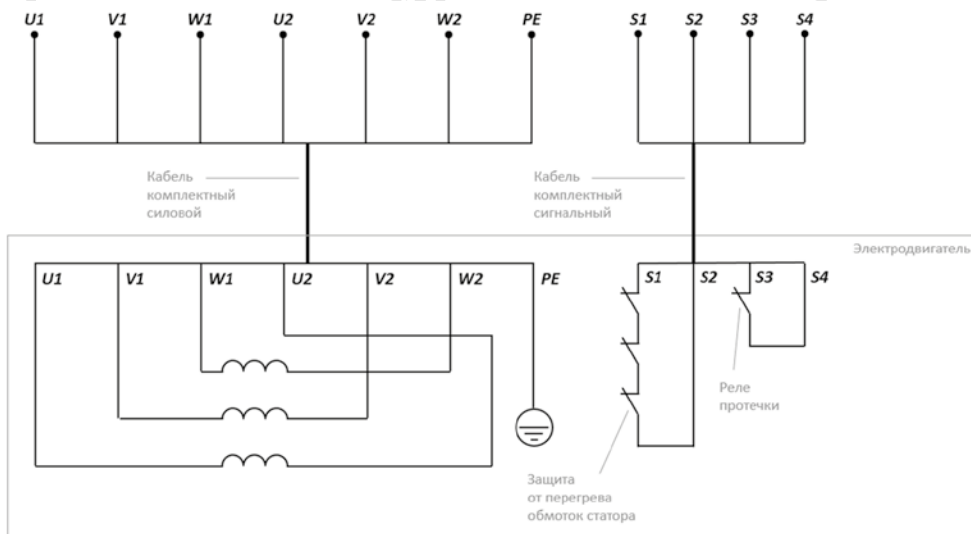 U1 V1 W1 U2 V2 W2 PE S1 S2 S3 S4
Кабель
комплектный
силовой
Кабель
комплектный
сигнальный
Электродвигатель
U1 V1 W1 U2 V2 W2 PE S1 S2 S3 S4
Реле
протечки
Защита
от перегрева
обмоток статора